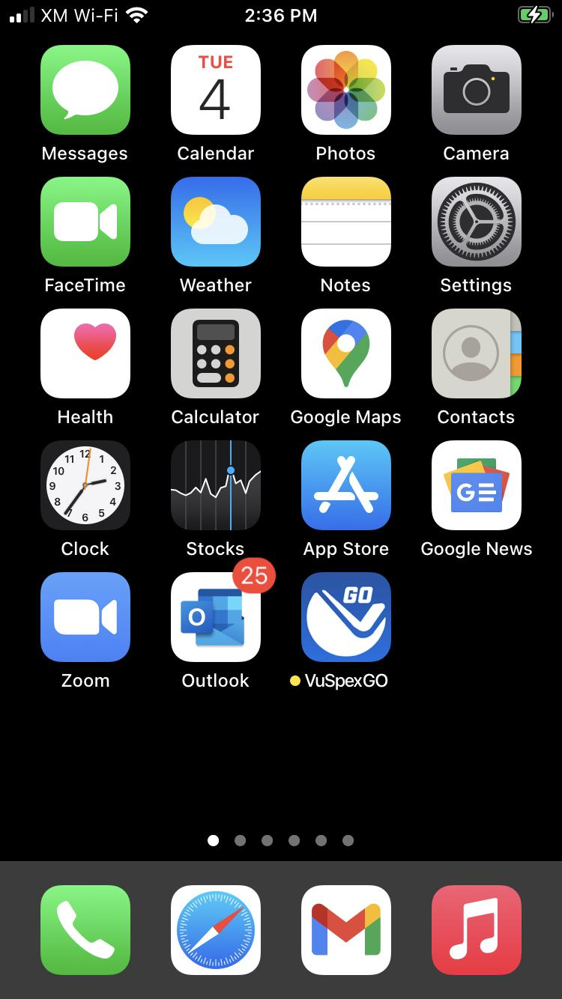 XM Wi-Fi 2:36 PM
TUE
4
Messages Calendar Photos Camera
FaceTime Weather Notes Settings
Health Calculator Google Maps Contacts
12
11 1
10 2
9 3
8 4
7 5
6
GE
Clock Stocks App Store Google News
25
GO
O
Zoom Outlook VuSpexGO